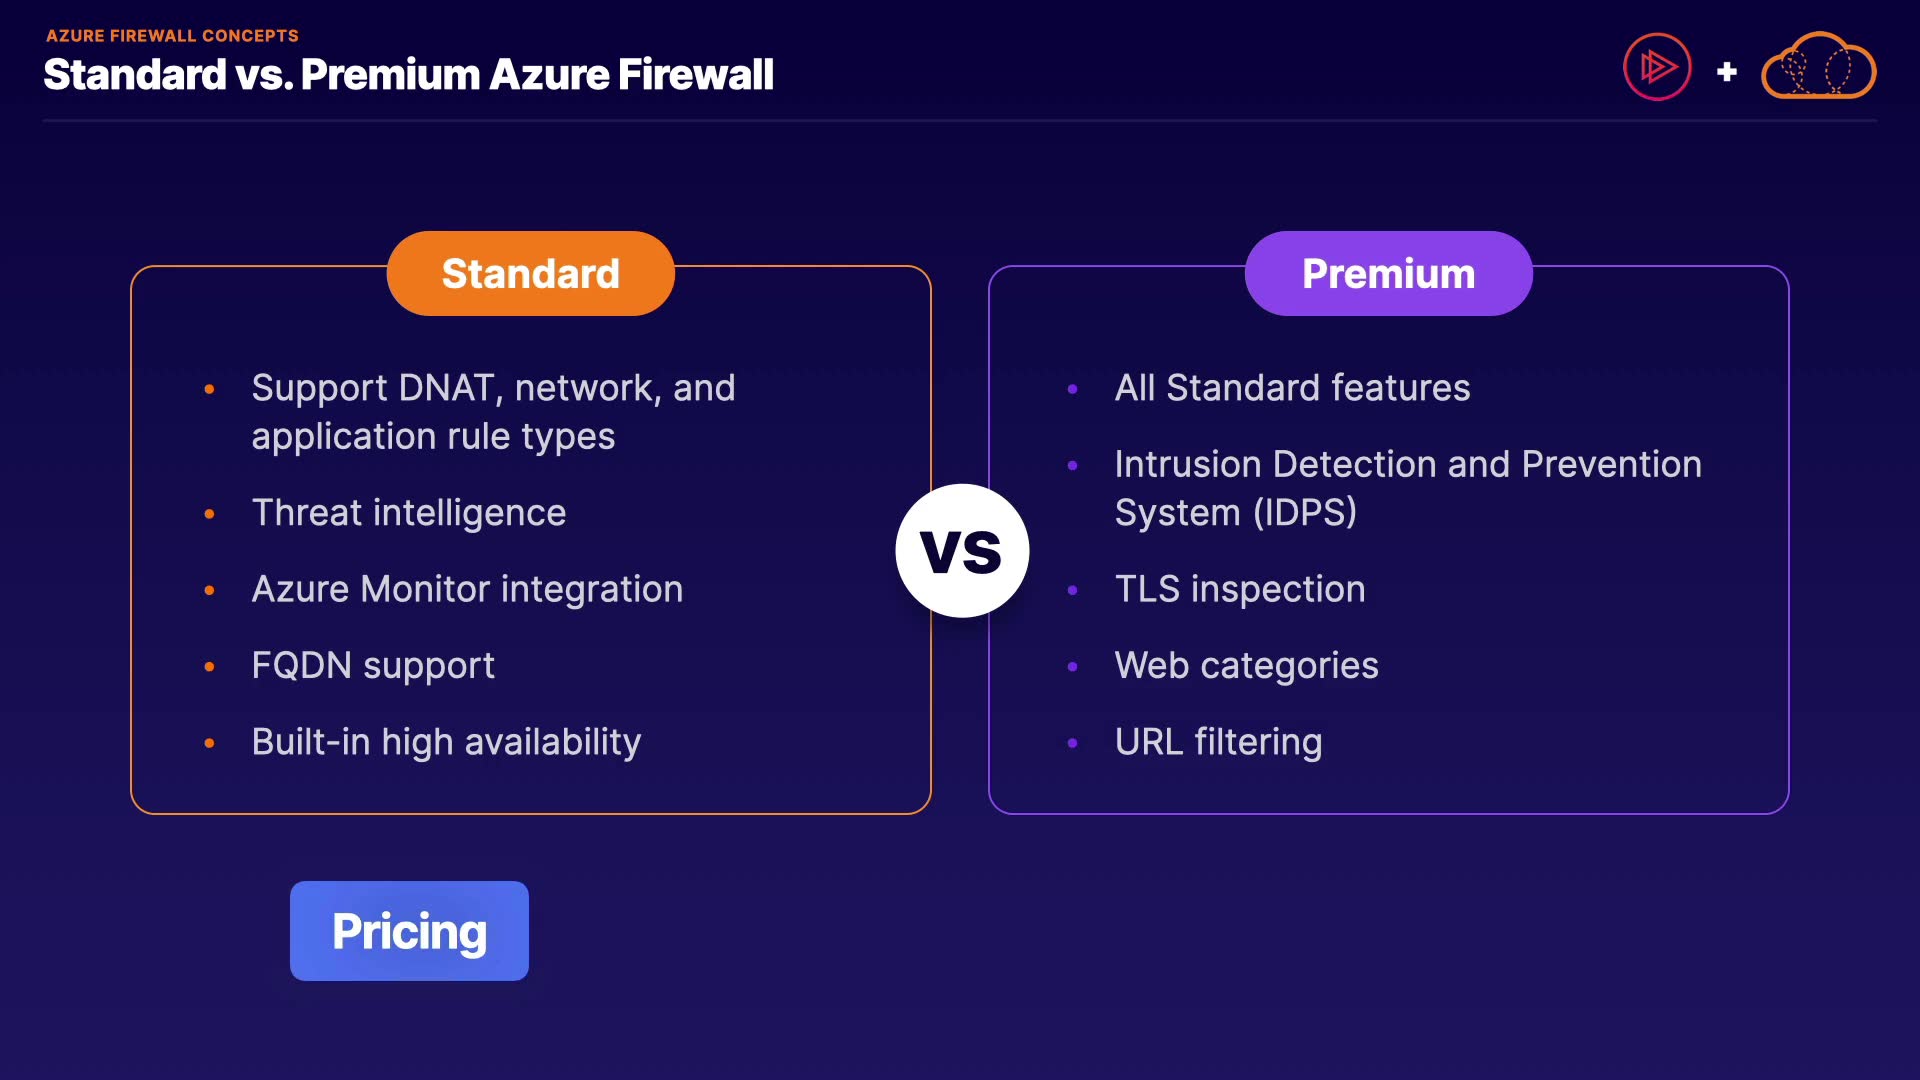 AZURE FIREWALL CONCEPTS
Standard vs. Premium Azure Firewall
Standard
Support DNAT, network, and
application rule types
Threat intelligence
Azure Monitor integration
FQDN support
Built-in high availability
VS
Premium
All Standard features
Intrusion Detection and Prevention
System (IDPS)
TLS inspection
Web categories
URL filtering
Pricing